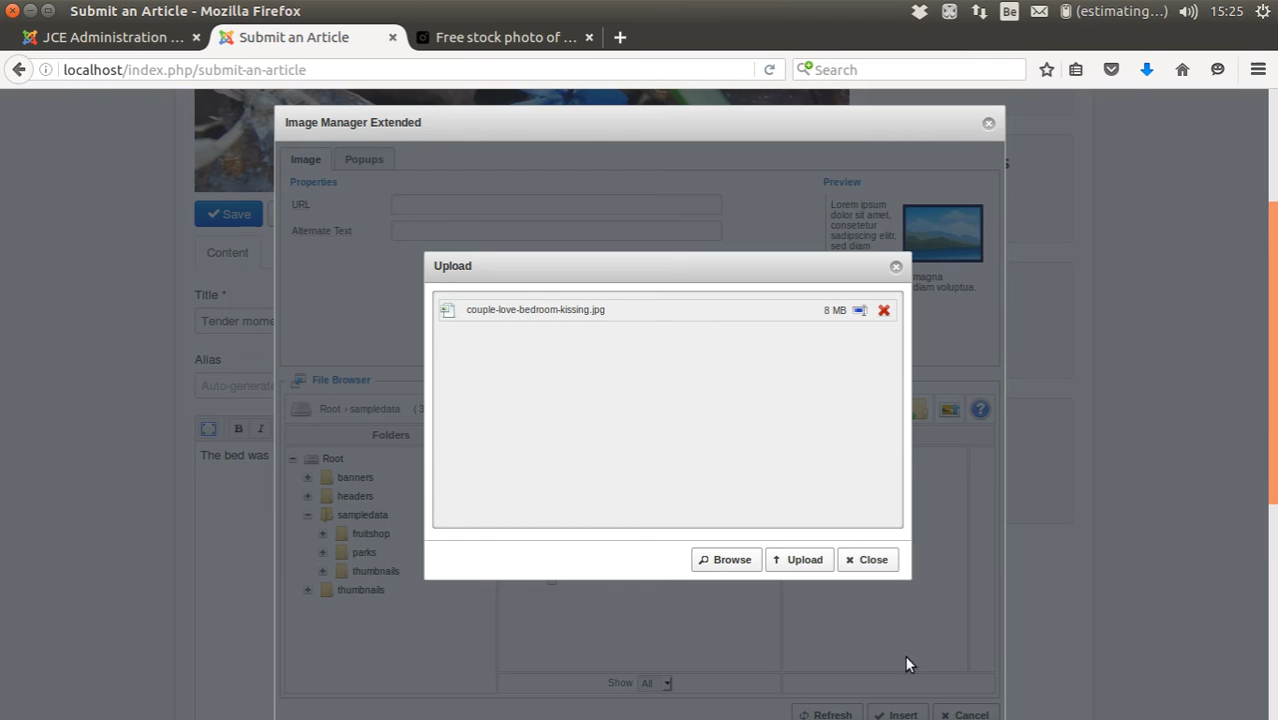 Submit an Article - Mozilla Firefox
Be
(estimating...)
15:25
JCE Administration ...
Submit an Article
Free stock photo of ...
localhost/index.php/submit-an-article
Search
Image Manager Extended
Image
Popups
Properties
Preview
URL
Alternate Text
Lorem ipsum
dolor sit amet,
consetetur
sadipscing elitr,
sed diam
magna
diam voluptua.
Save
Content
Title *
Tender mome
Alias
Auto-generate
B I
The bed was
Upload
couple-love-bedroom-kissing.jpg
8 MB
Browse
Upload
Close
File Browser
Root › sampledata
( 3
Folders
Root
banners
headers
sampledata
fruitshop
parks
thumbnails
thumbnails
Show
All
Refresh
Insert
Cancel